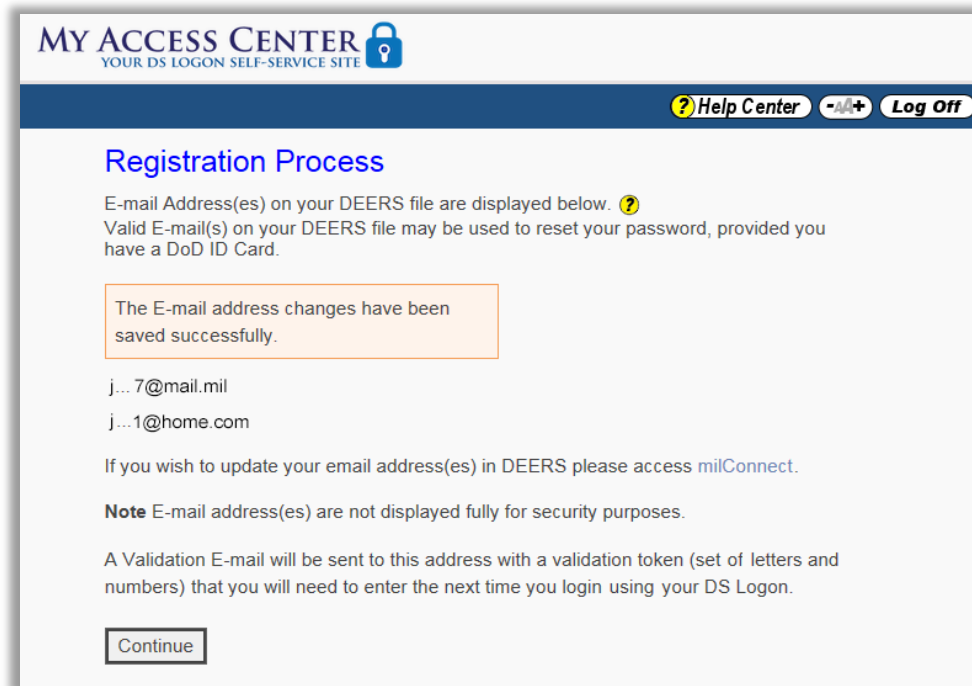 MY ACCESS CENTER
YOUR DS LOGON SELF-SERVICE SITE
? Help Center -AA+ Log Off
Registration Process
E-mail Address(es) on your DEERS file are displayed below. ?
Valid E-mail(s) on your DEERS file may be used to reset your password, provided you
have a DoD ID Card.
The E-mail address changes have been
saved successfully.
j... 7@mail.mil
j...1@home.com
If you wish to update your email address(es) in DEERS please access milConnect.
Note E-mail address(es) are not displayed fully for security purposes.
A Validation E-mail will be sent to this address with a validation token (set of letters and
numbers) that you will need to enter the next time you login using your DS Logon.
Continue